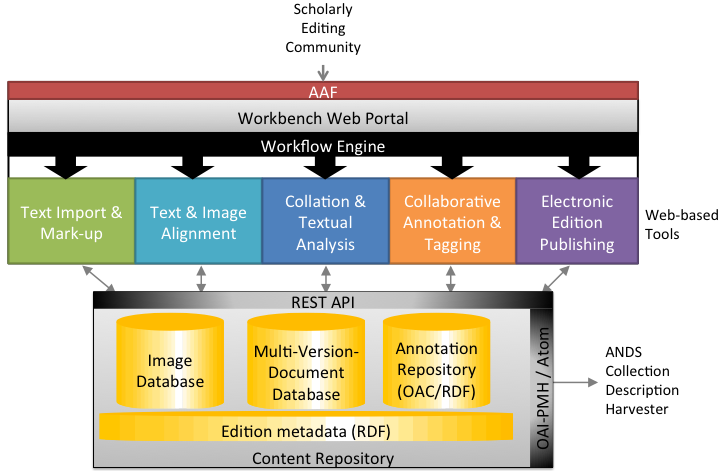 Scholarly
Editing
Community
AAF
Workbench Web Portal
Workflow Engine
Text Import &
Mark-up
Text & Image
Alignment
Collation &
Textual
Analysis
Collaborative
Annotation &
Tagging
Electronic
Edition
Publishing
Web-based
Tools
REST API
Image
Database
Multi-Version-
Document
Database
Annotation
Repository
(OAC/RDF)
OAI-PMH / Atom
ANDS
Collection
Description
Harvester
Edition metadata (RDF)
Content Repository